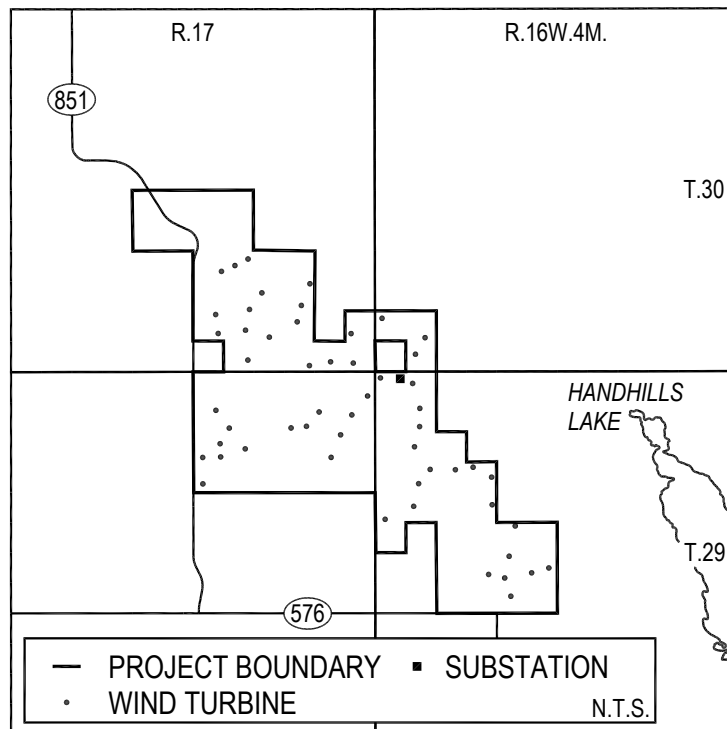 R.17 R.16W.4M.
851
T.30
HANDHILLS
LAKE
T.29
576
PROJECT BOUNDARY SUBSTATION
WIND TURBINE
N.T.S.